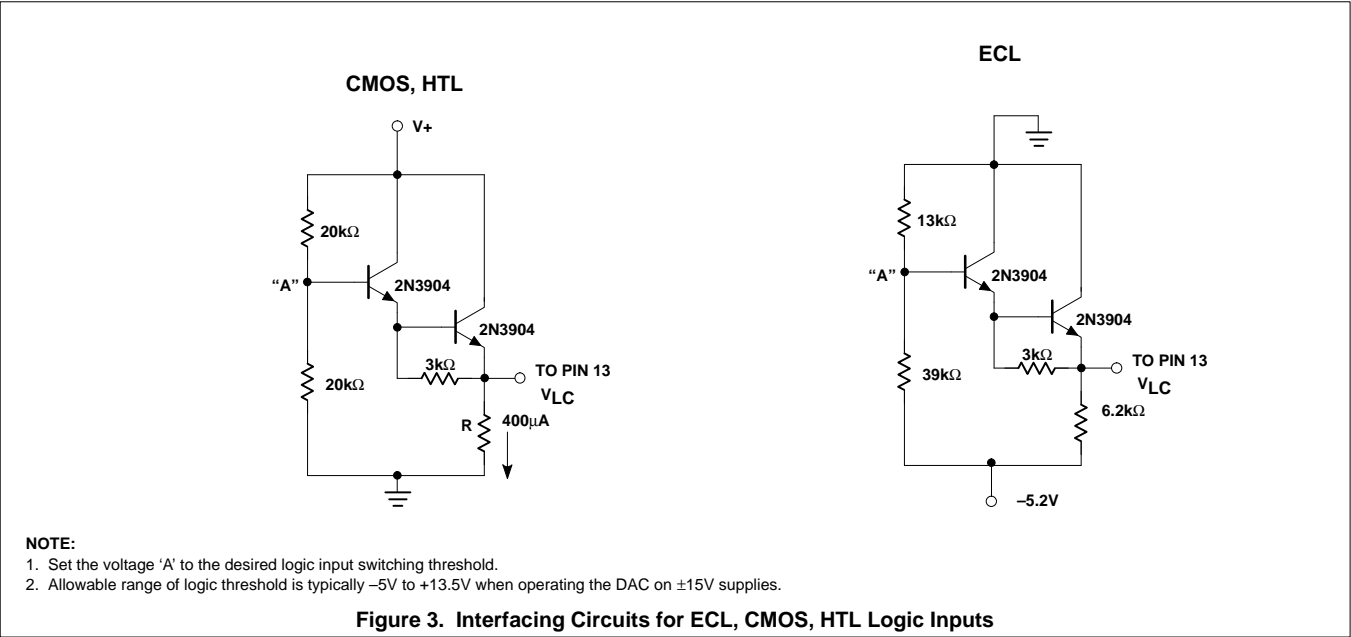 CMOS, HTL
V+
20kΩ
“A”
2N3904
2N3904
3kΩ
TO PIN 13
VLC
20kΩ
R
400µA
ECL
13kΩ
“A”
2N3904
2N3904
3kΩ
TO PIN 13
VLC
39kΩ
6.2kΩ
–5.2V
NOTE:
1. Set the voltage ‘A’ to the desired logic input switching threshold.
2. Allowable range of logic threshold is typically –5V to +13.5V when operating the DAC on ±15V supplies.
Figure 3. Interfacing Circuits for ECL, CMOS, HTL Logic Inputs